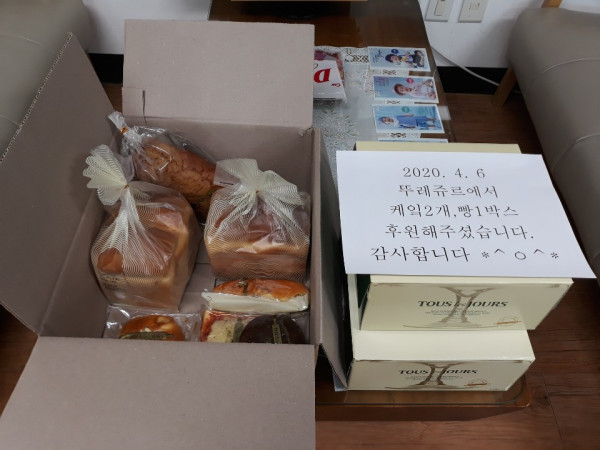 2020. 4. 6
뚜레쥬르에서
케잌2개,빵1박스
후원해주셨습니다.
감사합니다 *^ㅇ^*
TOUS les JOURS
TOUS les JOURS